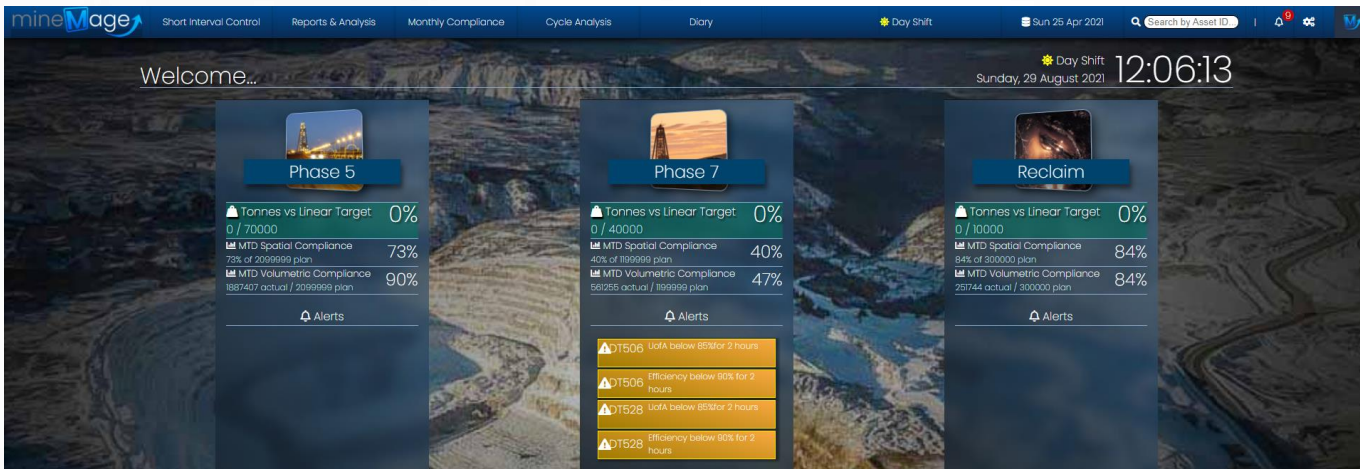 mineMage
Short Interval Control Reports & Analysis Monthly Compliance Cycle Analysis Diary Day Shift Sun 25 Apr 2021 Search by Asset ID... | 9
Welcome...
Day Shift
Sunday, 29 August 2021
12:06:13
Phase 5
Tonnes vs Linear Target 0%
0 / 70000
MTD Spatial Compliance 73%
73% of 2099999 plan
MTD Volumetric Compliance 90%
1887407 actual / 2099999 plan
Alerts
Phase 7
Tonnes vs Linear Target 0%
0 / 40000
MTD Spatial Compliance 40%
40% of 1199999 plan
MTD Volumetric Compliance 47%
561255 actual / 1199999 plan
Alerts
DT506 UofA below 85%for 2 hours
DT506 Efficiency below 90% for 2
hours
DT528 UofA below 85%for 2 hours
DT528 Efficiency below 90% for 2
hours
Reclaim
Tonnes vs Linear Target 0%
0 / 10000
MTD Spatial Compliance 84%
84% of 300000 plan
MTD Volumetric Compliance 84%
251744 actual / 300000 plan
Alerts